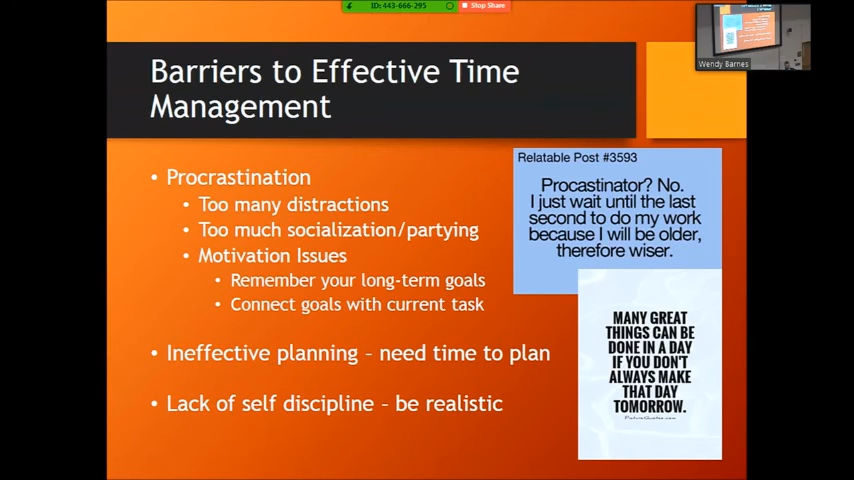 ID: 443-666-295
Stop Share
Wendy Barnes
Barriers to Effective Time
Management
• Procrastination
• Too many distractions
• Too much socialization/partying
• Motivation Issues
• Remember your long-term goals
• Connect goals with current task
• Ineffective planning – need time to plan
• Lack of self discipline – be realistic
Relatable Post #3593
Procastinator? No.
I just wait until the last
second to do my work
because I will be older,
therefore wiser.
MANY GREAT
THINGS CAN BE
DONE IN A DAY
IF YOU DON'T
ALWAYS MAKE
THAT DAY
TOMORROW.
PictureQuotes.com